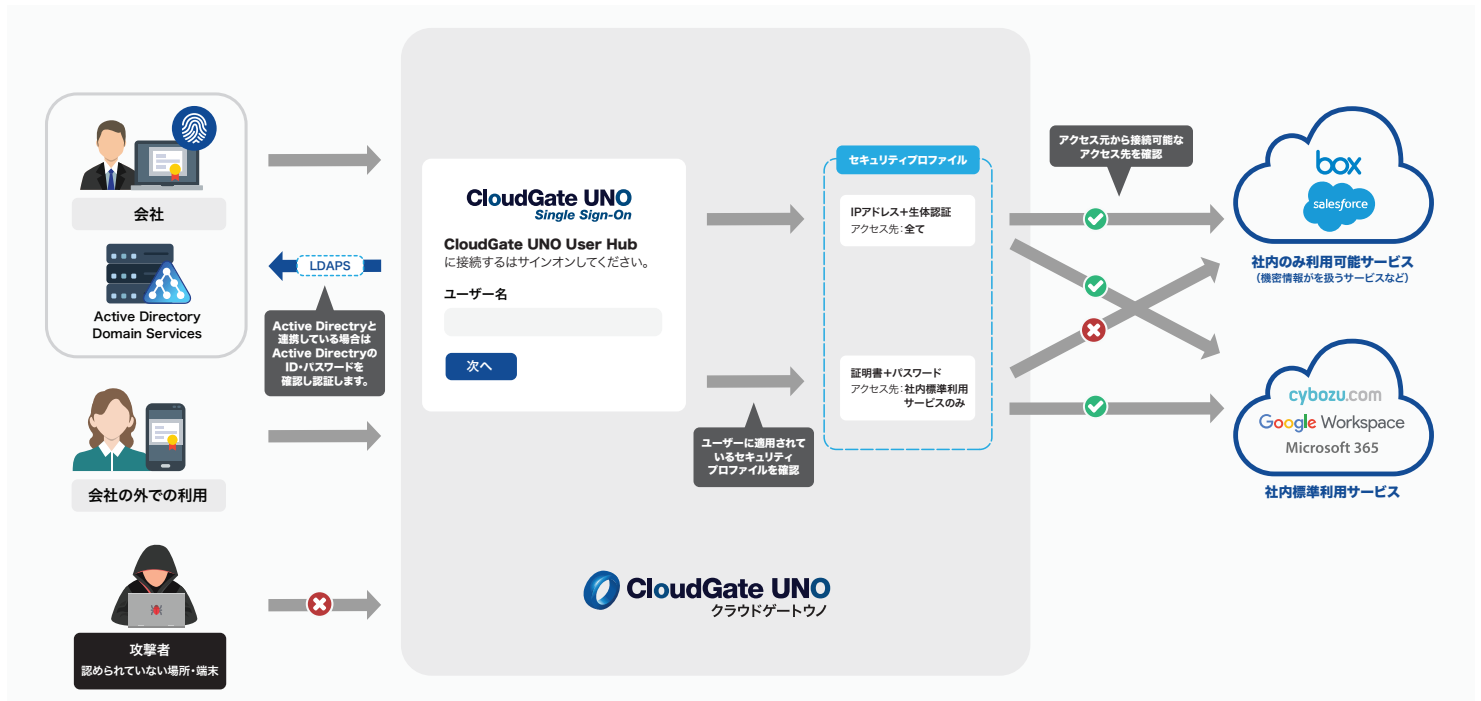 会社
Active Directory
Domain Services
LDAPS
Active Directryと
連携している場合は
Active Directryの
ID・パスワードを
確認し認証します。
会社の外での利用
攻撃者
認められていない場所・端末
CloudGate UNO
Single Sign-On
CloudGate UNO User Hub
に接続するはサインオンしてください。
ユーザー名
次へ
ユーザーに適用されて
いるセキュリティ
プロファイルを確認
セキュリティプロファイル
IPアドレス＋生体認証
アクセス先：全て
証明書＋パスワード
アクセス先：社内標準利用
サービスのみ
CloudGate UNO
クラウドゲートウノ
アクセス元から接続可能な
アクセス先を確認
box
salesforce
社内のみ利用可能サービス
（機密情報がを扱うサービスなど）
cybozu.com
Google Workspace
Microsoft 365
社内標準利用サービス